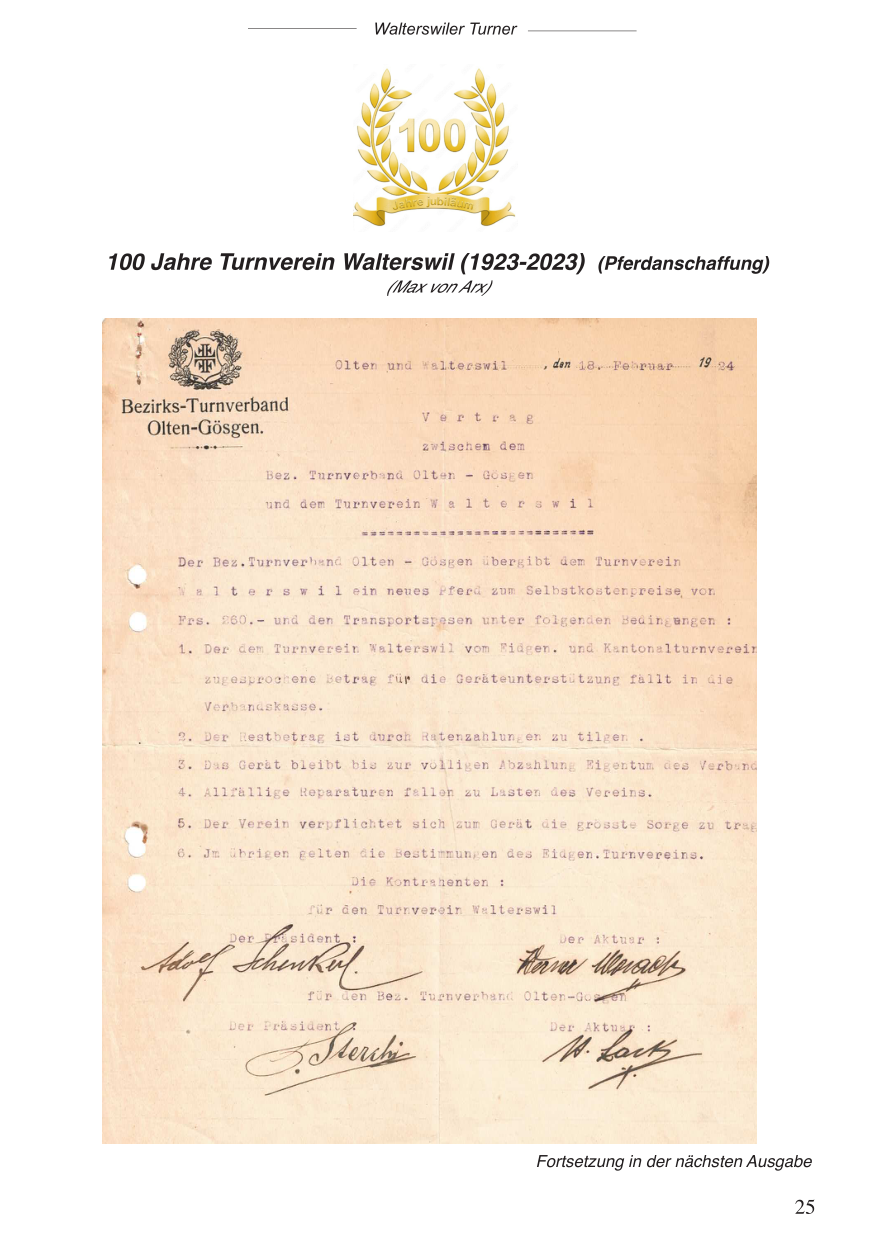 Walterswiler Turner
100
Jahre jubiläum
100 Jahre Turnverein Walterswil (1923-2023) (Pferdanschaffung)
(Max von Arx)
Olten und Walterswil , den 18. Februar 19 24
Bezirks-Turnverband
Olten-Gösgen.
V e r t r a g
zwischen dem
Bez. Turnverband Olten - Gösgen
und dem Turnverein W a l t e r s w i l
===========================
Der Bez.Turnverband Olten - Gösgen übergibt dem Turnverein
W a l t e r s w i l ein neues Pferd zum Selbstkostenpreise von
Frs. 260.- und den Transportspesen unter folgenden Bedingungen :
1. Der dem Turnverein Walterswil vom Eidgen. und Kantonalturnverein
zugesprochene Betrag für die Geräteunterstützung fällt in die
Verbandskasse.
2. Der Restbetrag ist durch Ratenzahlungen zu tilgen .
3. Das Gerät bleibt bis zur völligen Abzahlung Eigentum des Verband
4. Allfällige Reparaturen fallen zu Lasten des Vereins.
5. Der Verein verpflichtet sich zum Gerät die grösste Sorge zu trag
6. Jm übrigen gelten die Bestimmungen des Eidgen.Turnvereins.
Die Kontrahenten :
für den Turnverein Walterswil
Der Präsident : Der Aktuar :
Adolf Schenkel. Werner
für den Bez. Turnverband Olten-Gösgen
Der Präsident : Der Aktuar :
Sterchi
Fortsetzung in der nächsten Ausgabe
25